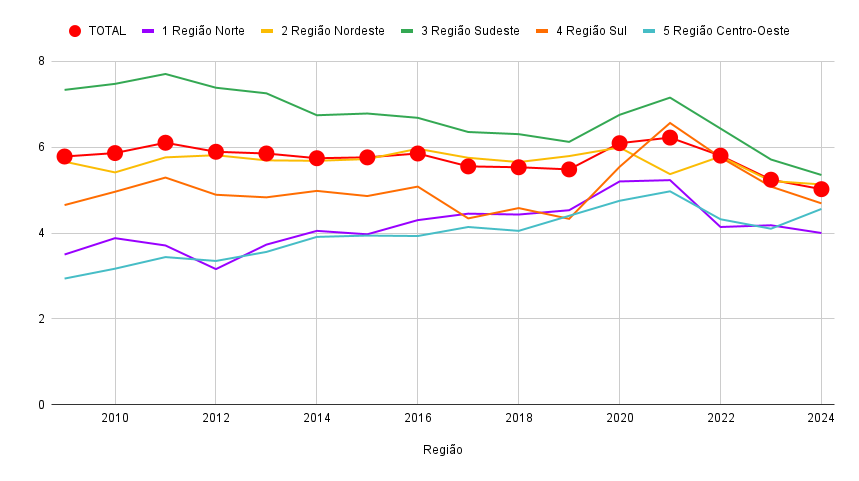 TOTAL 1 Região Norte 2 Região Nordeste 3 Região Sudeste 4 Região Sul 5 Região Centro-Oeste
8
6
4
2
0
2010 2012 2014 2016 2018 2020 2022 2024
Região